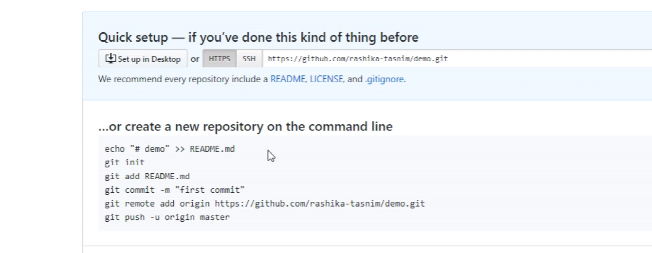 Quick setup — if you've done this kind of thing before
Set up in Desktop or HTTPS SSH https://github.com/rashika-tasnim/demo.git
We recommend every repository include a README, LICENSE, and .gitignore.
...or create a new repository on the command line
echo "# demo" >> README.md
git init
git add README.md
git commit -m "first commit"
git remote add origin https://github.com/rashika-tasnim/demo.git
git push -u origin master